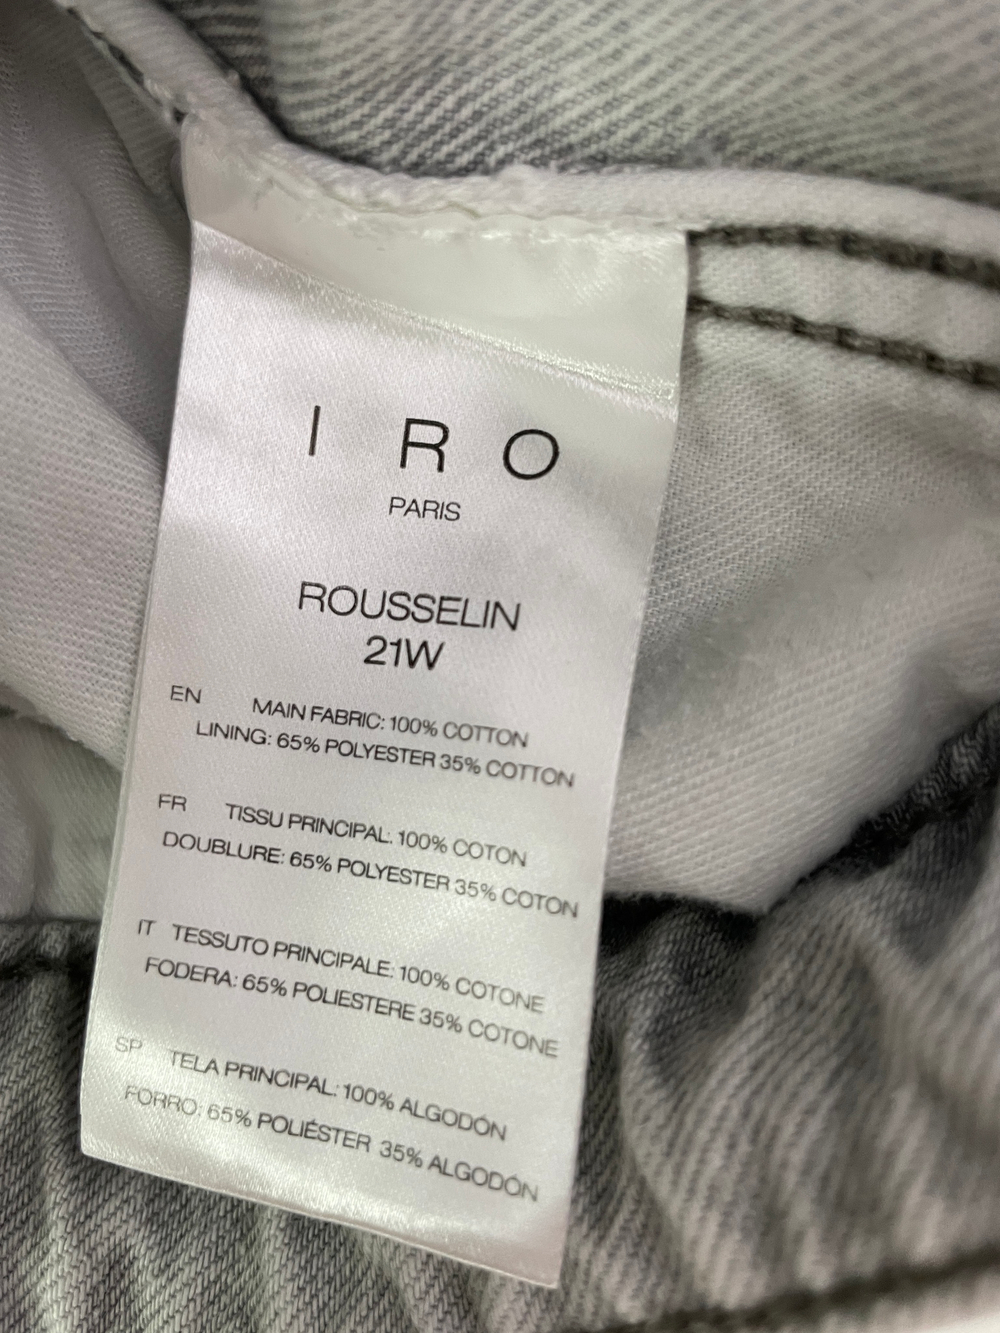 I R O
PARIS
ROUSSELIN
21W
EN MAIN FABRIC: 100% COTTON
LINING: 65% POLYESTER 35% COTTON
FR TISSU PRINCIPAL: 100% COTON
DOUBLURE: 65% POLYESTER 35% COTON
IT TESSUTO PRINCIPALE: 100% COTONE
FODERA: 65% POLIESTERE 35% COTONE
SP TELA PRINCIPAL: 100% ALGODÓN
FORRO: 65% POLIÉSTER 35% ALGODÓN